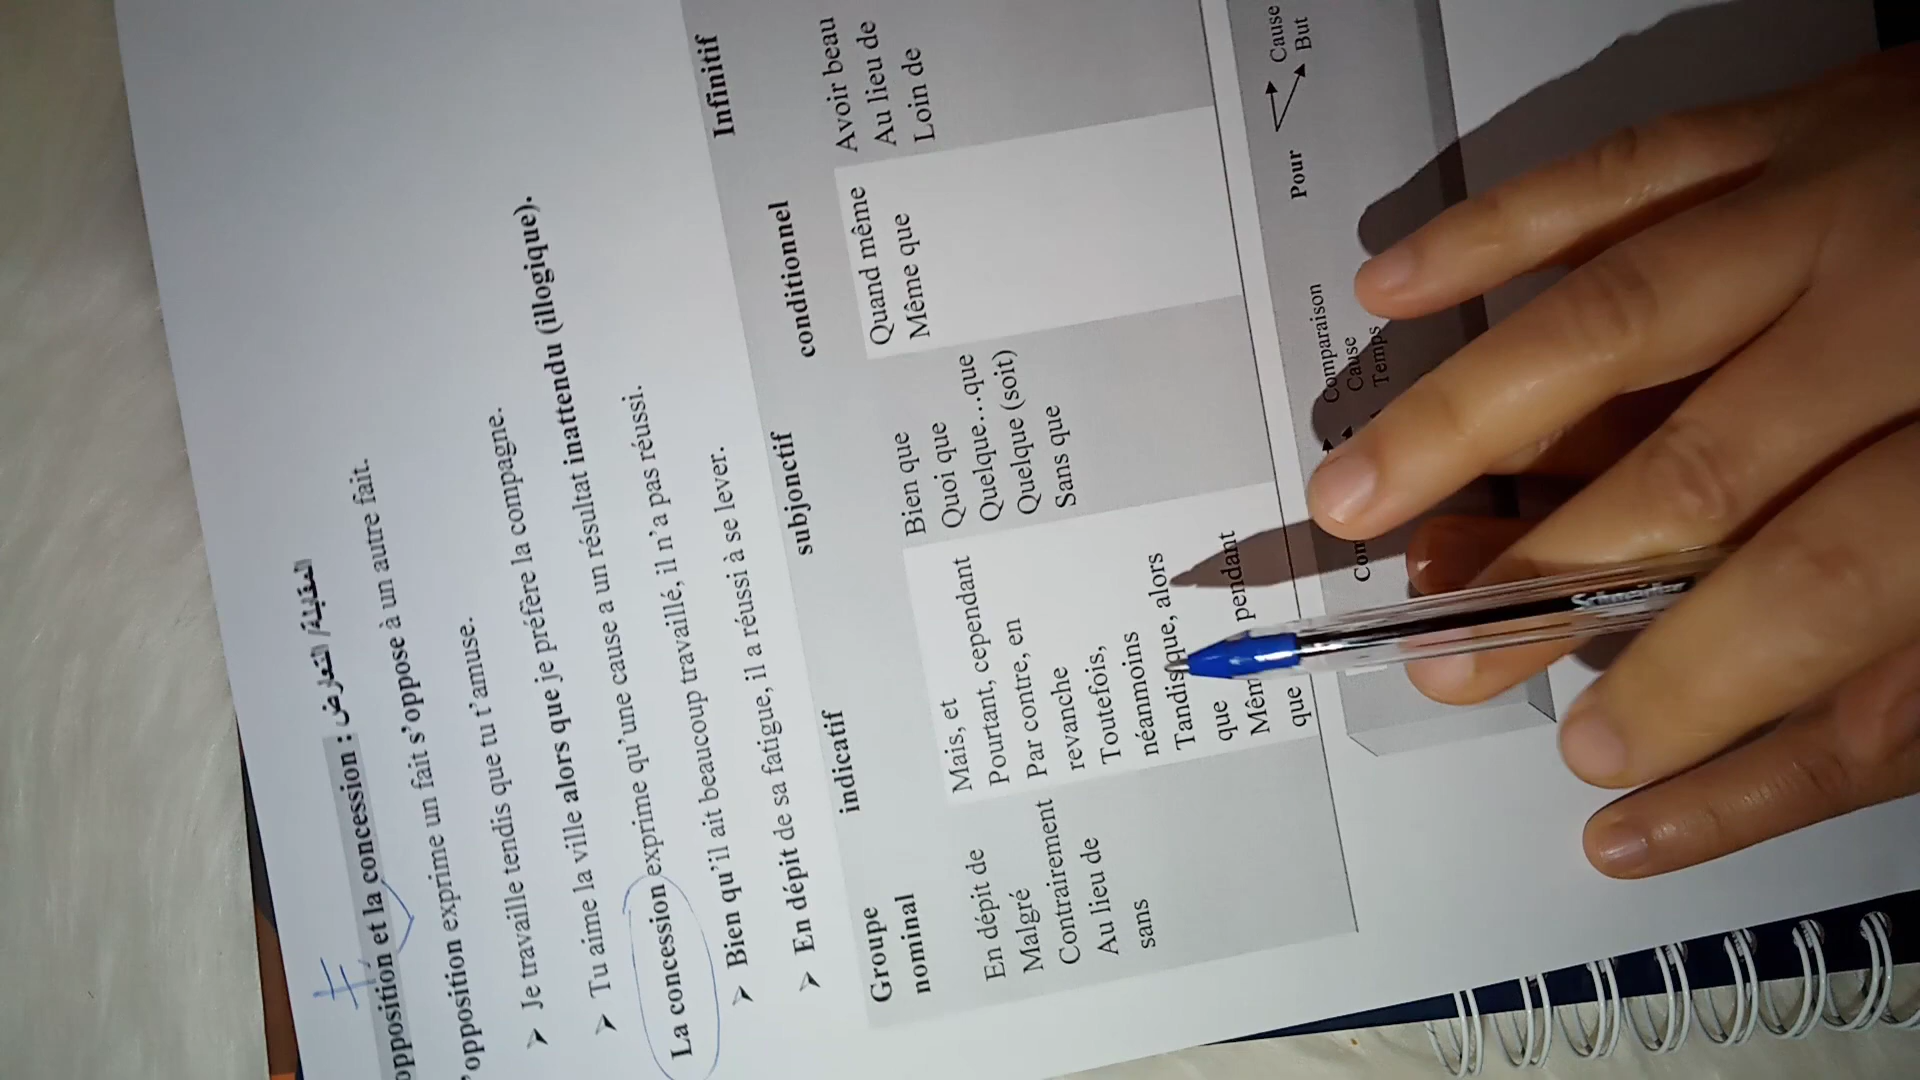 opposition et la concession : المقابلة/ التعارض
'opposition exprime un fait s'oppose à un autre fait.
➤ Je travaille tendis que tu t'amuse.
➤ Tu aime la ville alors que je préfère la compagne.
La concession exprime qu'une cause a un résultat inattendu (illogique).
➤ Bien qu'il ait beaucoup travaillé, il n'a pas réussi.
➤ En dépit de sa fatigue, il a réussi à se lever.
Groupe nominal
indicatif
subjonctif
conditionnel
Infinitif
En dépit de
Malgré
Contrairement
Au lieu de
sans
Mais, et
Pourtant, cependant
Par contre, en
revanche
Toutefois,
néanmoins
Tandis que, alors
que
pendant
que
Bien que
Quoi que
Quelque…que
Quelque (soit)
Sans que
Quand même
Même que
Avoir beau
Au lieu de
Loin de
Comparaison
Cause
Temps
Pour
Cause
But
Schneider